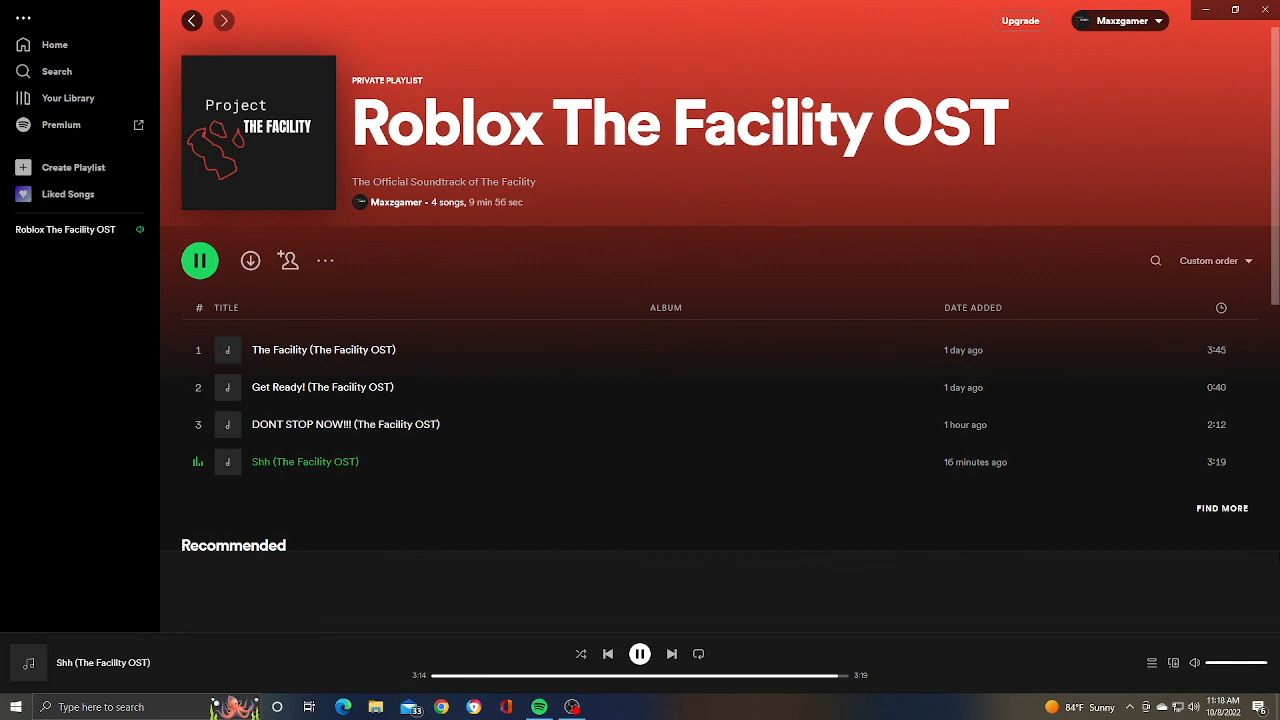 Home
Search
Your Library
Premium
Create Playlist
Liked Songs
Roblox The Facility OST
Upgrade
Maxzgamer
Project
THE FACILITY
PRIVATE PLAYLIST
Roblox The Facility OST
The Official Soundtrack of The Facility
Maxzgamer • 4 songs, 9 min 56 sec
Custom order
# TITLE ALBUM DATE ADDED
1 The Facility (The Facility OST) 1 day ago 3:45
2 Get Ready! (The Facility OST) 1 day ago 0:40
3 DONT STOP NOW!!! (The Facility OST) 1 hour ago 2:12
Shh (The Facility OST) 16 minutes ago 3:19
FIND MORE
Recommended
Shh (The Facility OST)
3:14 3:19
Type here to search
33
84°F Sunny
11:18 AM
10/9/2022